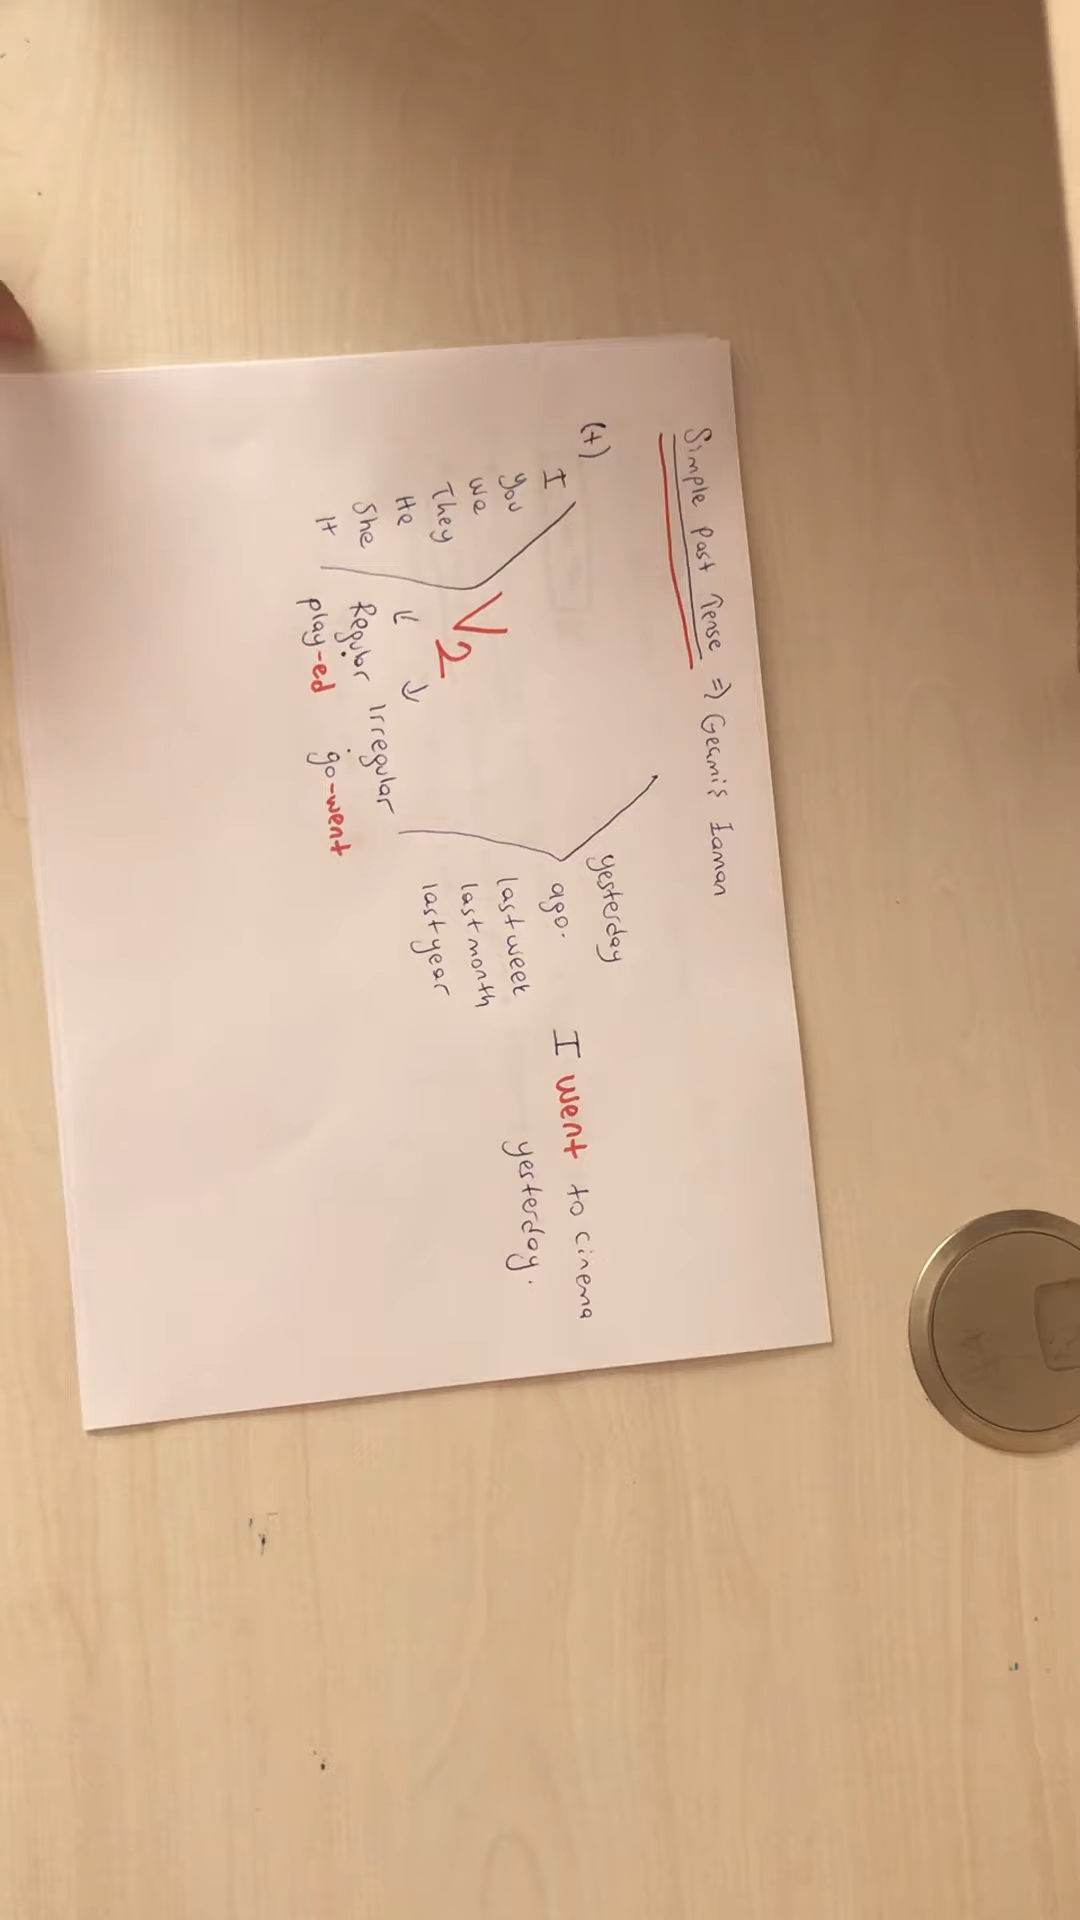 Simple Past Tense => Geçmiş Zaman
(+)
I
you
we
They
He
She
It
V2
Regular Irregular
play-ed go-went
yesterday
ago.
last week
last month
last year
I went to cinema
yesterday.